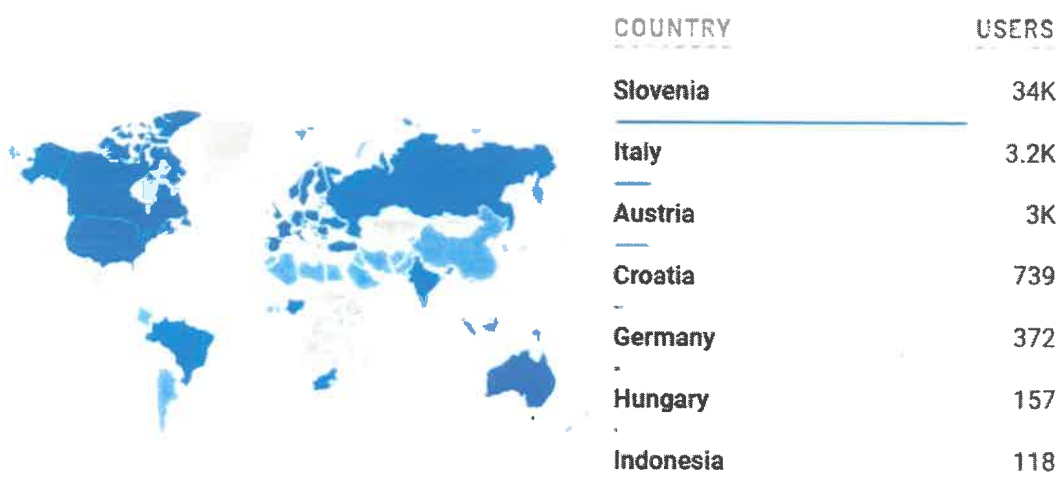 COUNTRY USERS
Slovenia 34K
Italy 3.2K
Austria 3K
Croatia 739
Germany 372
Hungary 157
Indonesia 118